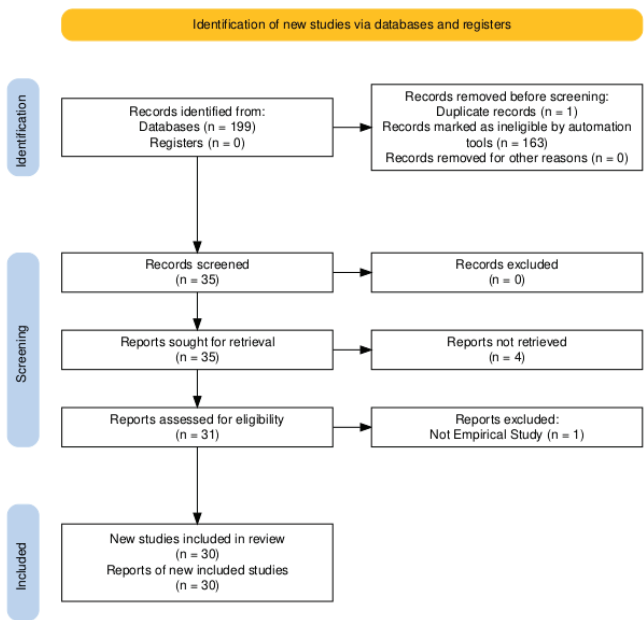 Identification of new studies via databases and registers
Identification
Records identified from:
Databases (n = 199)
Registers (n = 0)
Records removed before screening:
Duplicate records (n = 1)
Records marked as ineligible by automation
tools (n = 163)
Records removed for other reasons (n = 0)
Screening
Records screened
(n = 35)
Records excluded
(n = 0)
Reports sought for retrieval
(n = 35)
Reports not retrieved
(n = 4)
Reports assessed for eligibility
(n = 31)
Reports excluded:
Not Empirical Study (n = 1)
Included
New studies included in review
(n = 30)
Reports of new included studies
(n = 30)